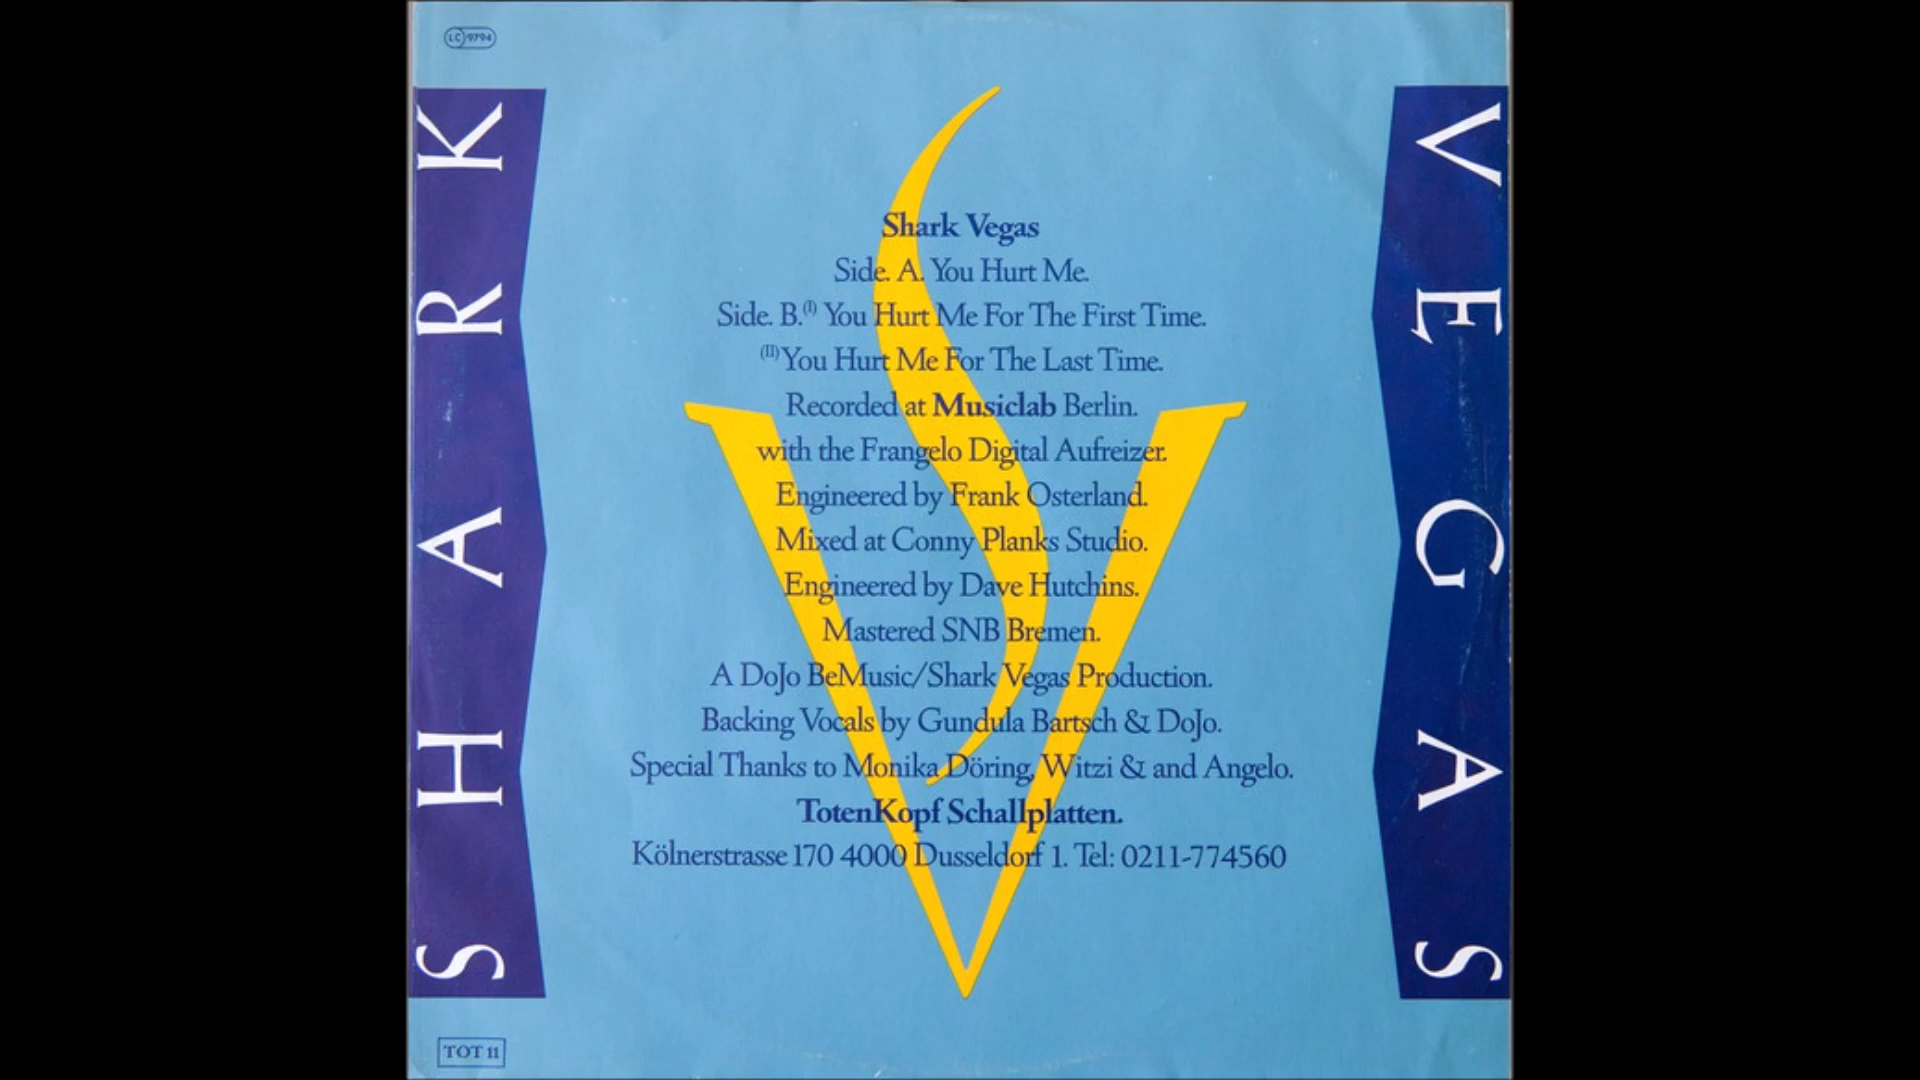 LC 9794
SHARK
VEGAS
Shark Vegas
Side. A. You Hurt Me.
Side. B.(I) You Hurt Me For The First Time.
(II) You Hurt Me For The Last Time.
Recorded at Musiclab Berlin.
with the Frangelo Digital Aufreizer.
Engineered by Frank Osterland.
Mixed at Conny Planks Studio.
Engineered by Dave Hutchins.
Mastered SNB Bremen.
A DoJo BeMusic/Shark Vegas Production.
Backing Vocals by Gundula Bartsch & DoJo.
Special Thanks to Monika Döring, Witzi & and Angelo.
TotenKopf Schallplatten.
Kölnerstrasse 170 4000 Dusseldorf 1. Tel: 0211-774560
TOT 11